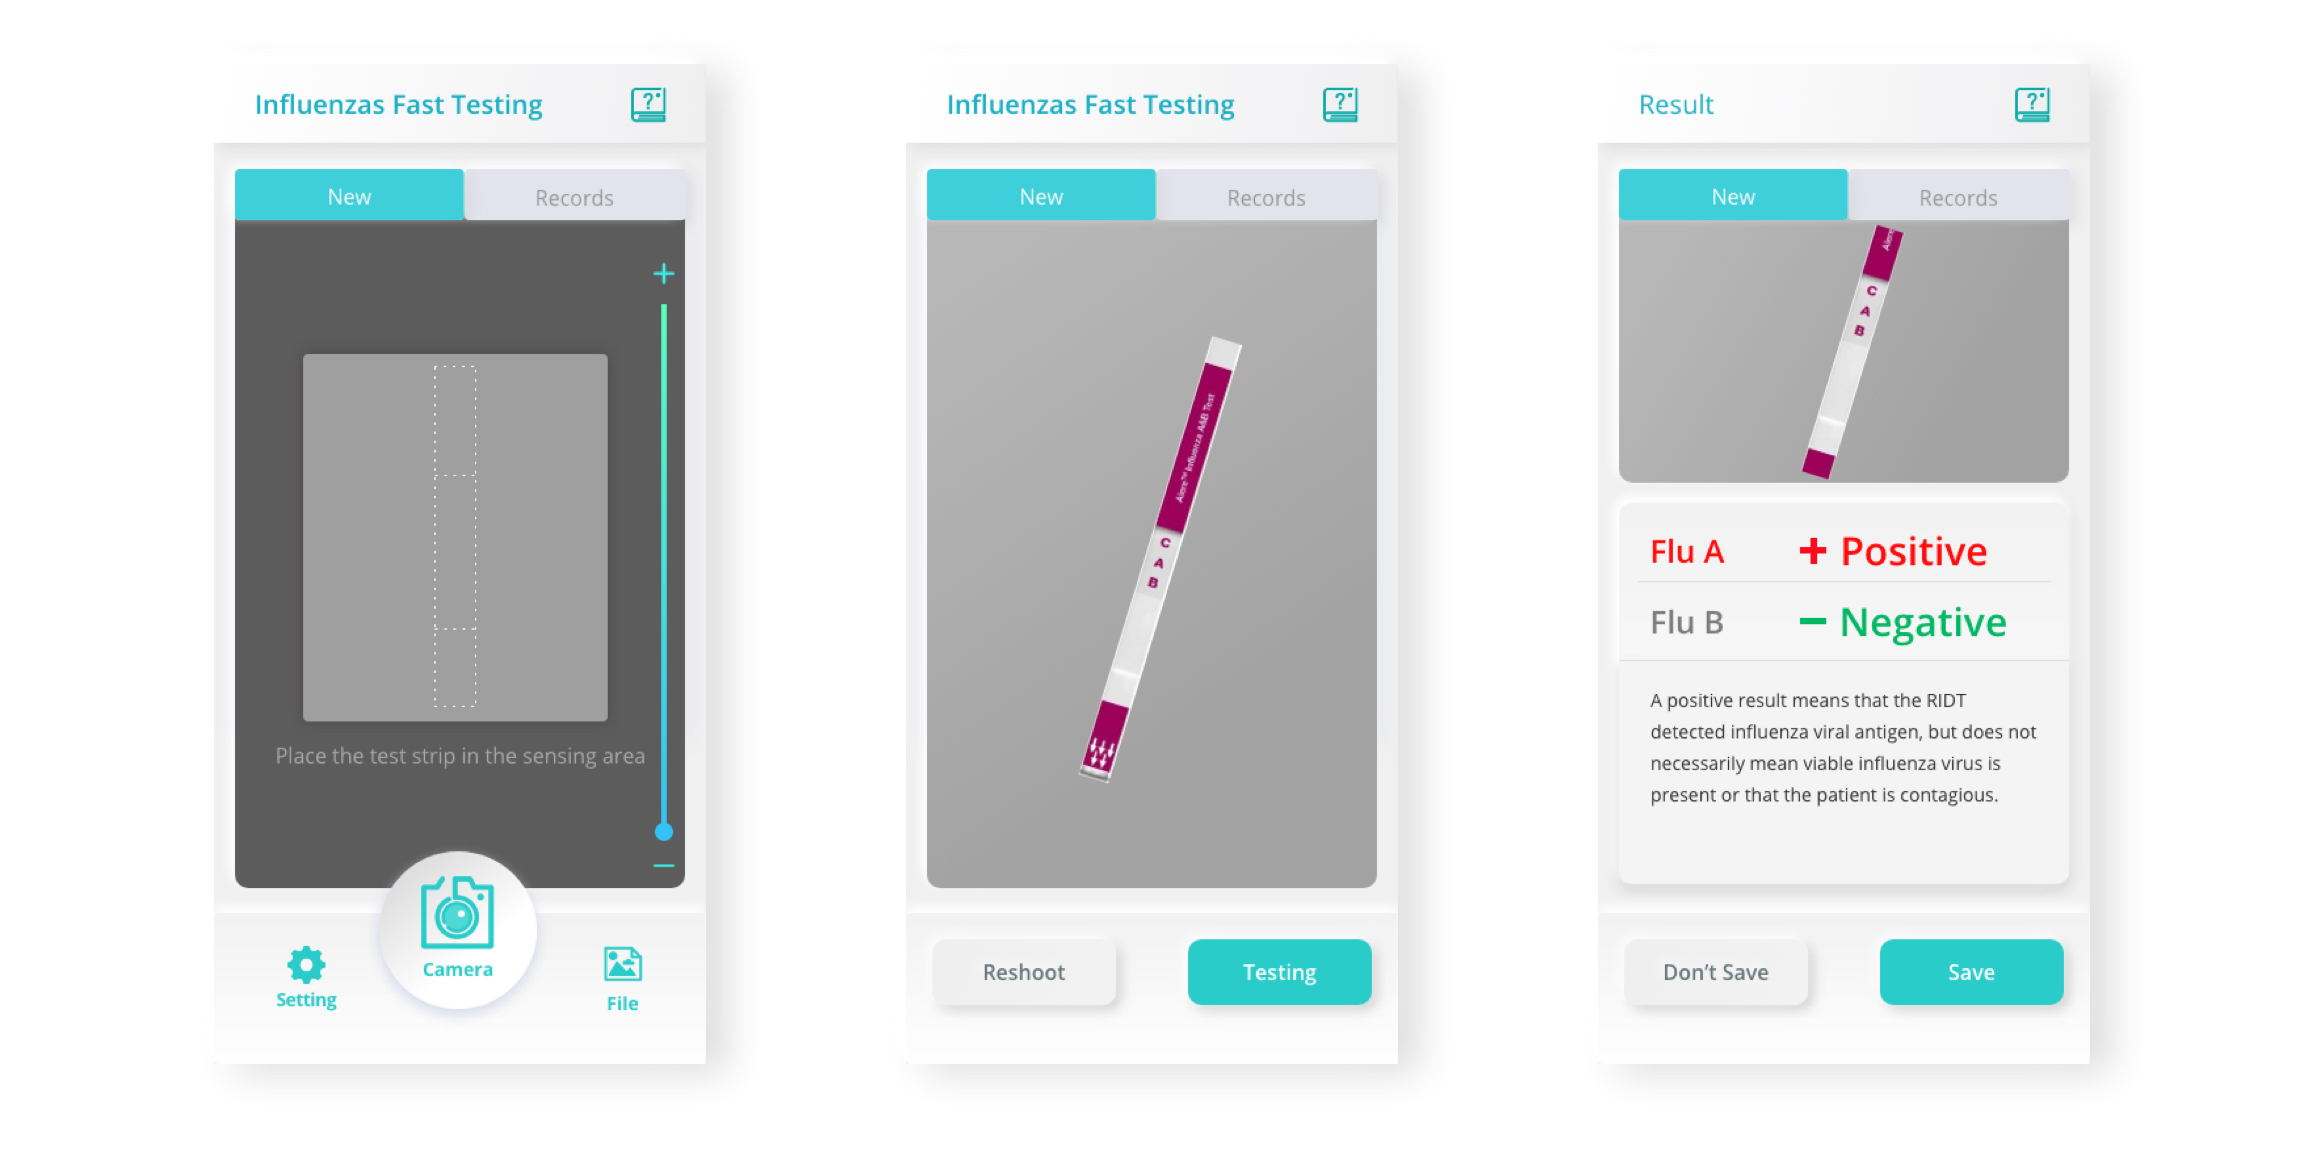 Influenzas Fast Testing
?
New
Records
+
Place the test strip in the sensing area
−
Camera
Setting
File
Influenzas Fast Testing
?
New
Records
Alere™ Influenza A&B Test
C
A
B
Reshoot
Testing
Result
?
New
Records
Alere
C
A
B
Flu A + Positive
Flu B − Negative
A positive result means that the RIDT
detected influenza viral antigen, but does not
necessarily mean viable influenza virus is
present or that the patient is contagious.
Don’t Save
Save